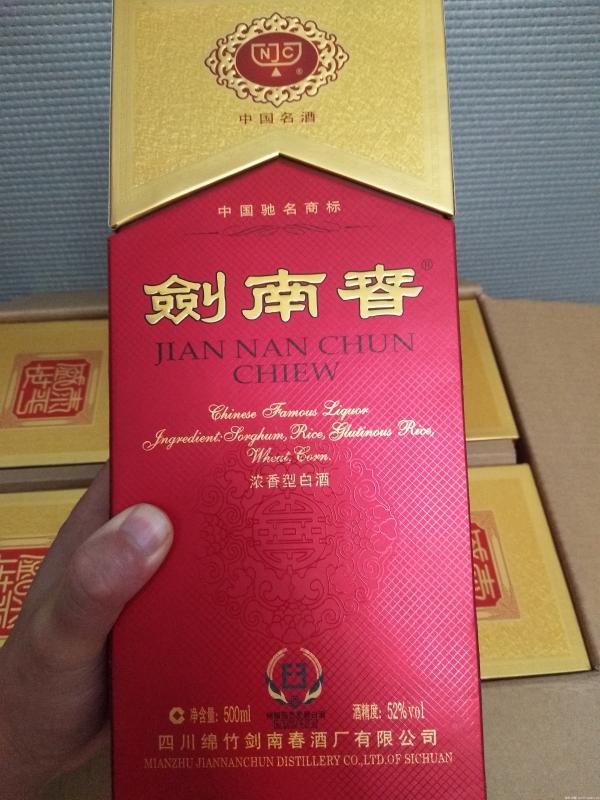 NJC
®
中国名酒
中国驰名商标
劍南春®
JIAN NAN CHUN
CHIEW
Chinese Famous Liquor
Ingredient: Sorghum, Rice, Glutinous Rice,
Wheat, Corn.
浓香型白酒
净含量: 500ml 酒精度: 52%vol
四川绵竹剑南春酒厂有限公司
MIANZHU JIANNANCHUN DISTILLERY CO.,LTD.OF SICHUAN